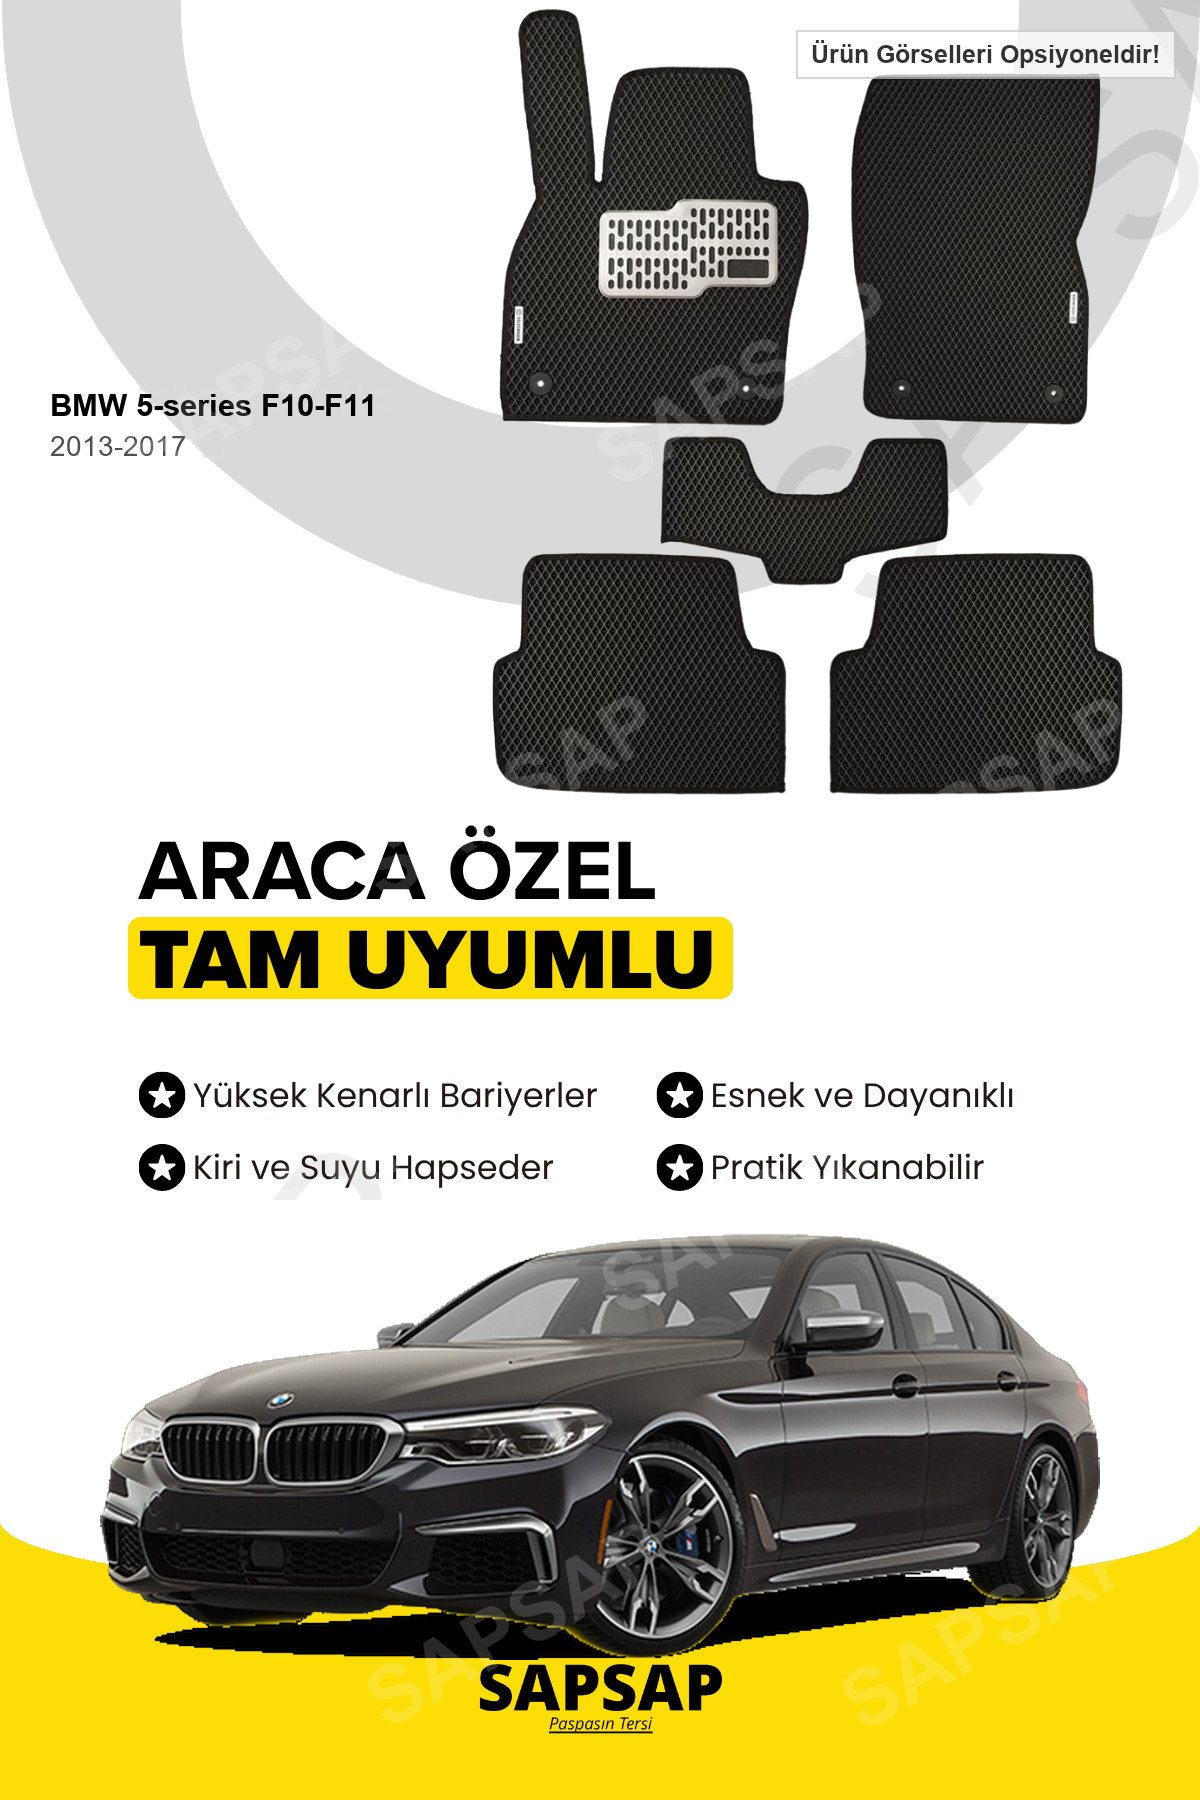 Ürün Görselleri Opsiyoneldir!
BMW 5-series F10-F11
2013-2017
ARACA ÖZEL
TAM UYUMLU
Yüksek Kenarlı Bariyerler
Esnek ve Dayanıklı
Kiri ve Suyu Hapseder
Pratik Yıkanabilir
SAPSAP
Paspasın Tersi